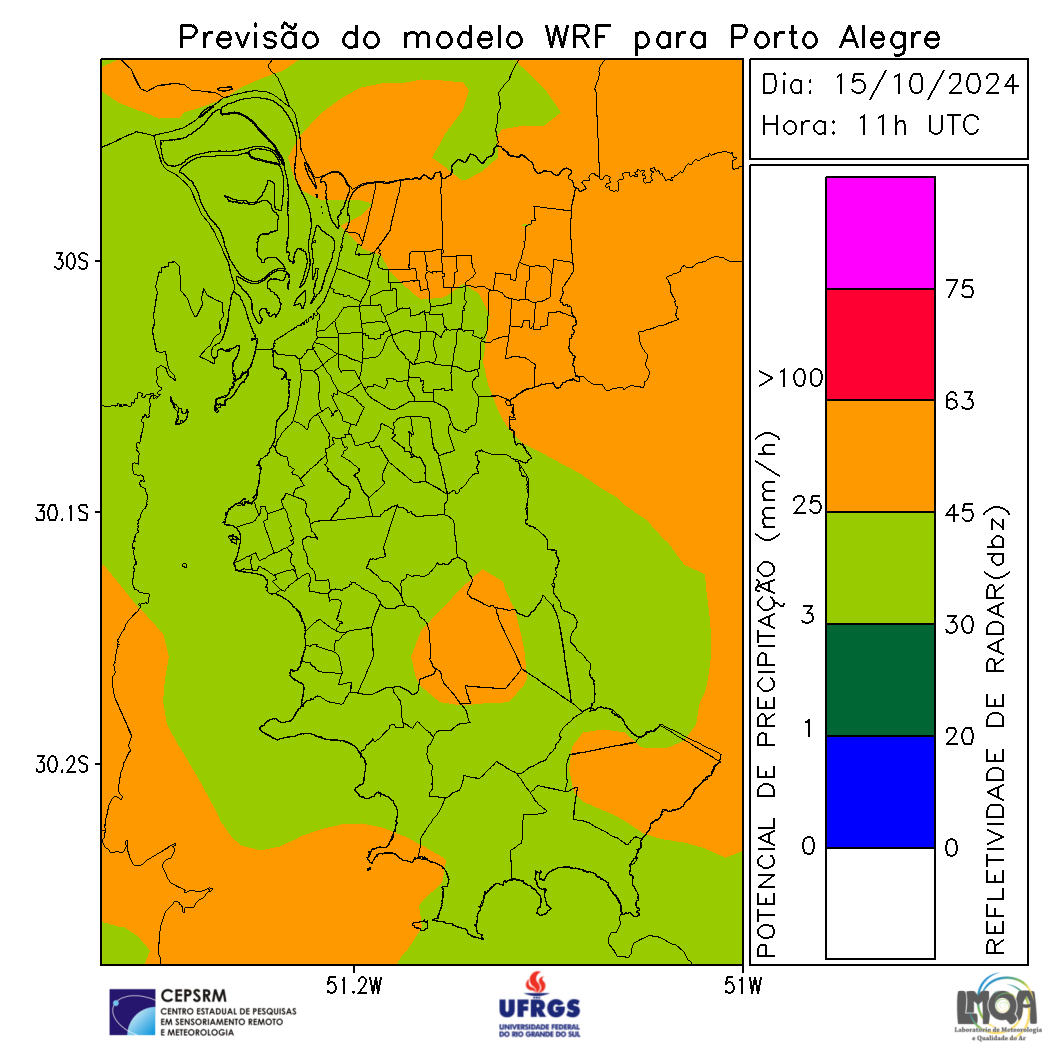 Previsão do modelo WRF para Porto Alegre
Dia: 15/10/2024
Hora: 11h UTC
30S
30.1S
30.2S
51.2W
51W
POTENCIAL DE PRECIPITAÇÃO (mm/h)
>100
25
3
1
0
75
63
45
30
20
0
REFLETIVIDADE DE RADAR(dbz)
CEPSRM
CENTRO ESTADUAL DE PESQUISAS
EM SENSORIAMENTO REMOTO
E METEOROLOGIA
UFRGS
UNIVERSIDADE FEDERAL
DO RIO GRANDE DO SUL
LMQA
Laboratório de Meteorologia
e Qualidade do Ar